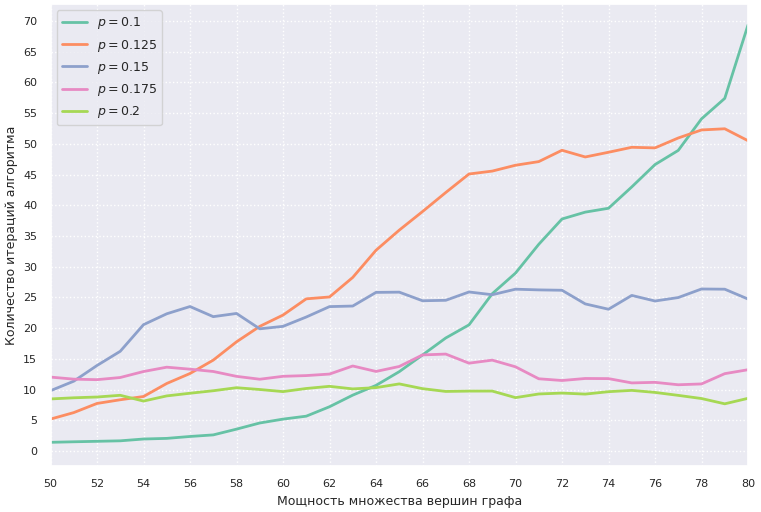 p = 0.1
p = 0.125
p = 0.15
p = 0.175
p = 0.2
70
65
60
55
50
45
40
35
30
25
20
15
10
5
0
Количество итераций алгоритма
50 52 54 56 58 60 62 64 66 68 70 72 74 76 78 80
Мощность множества вершин графа